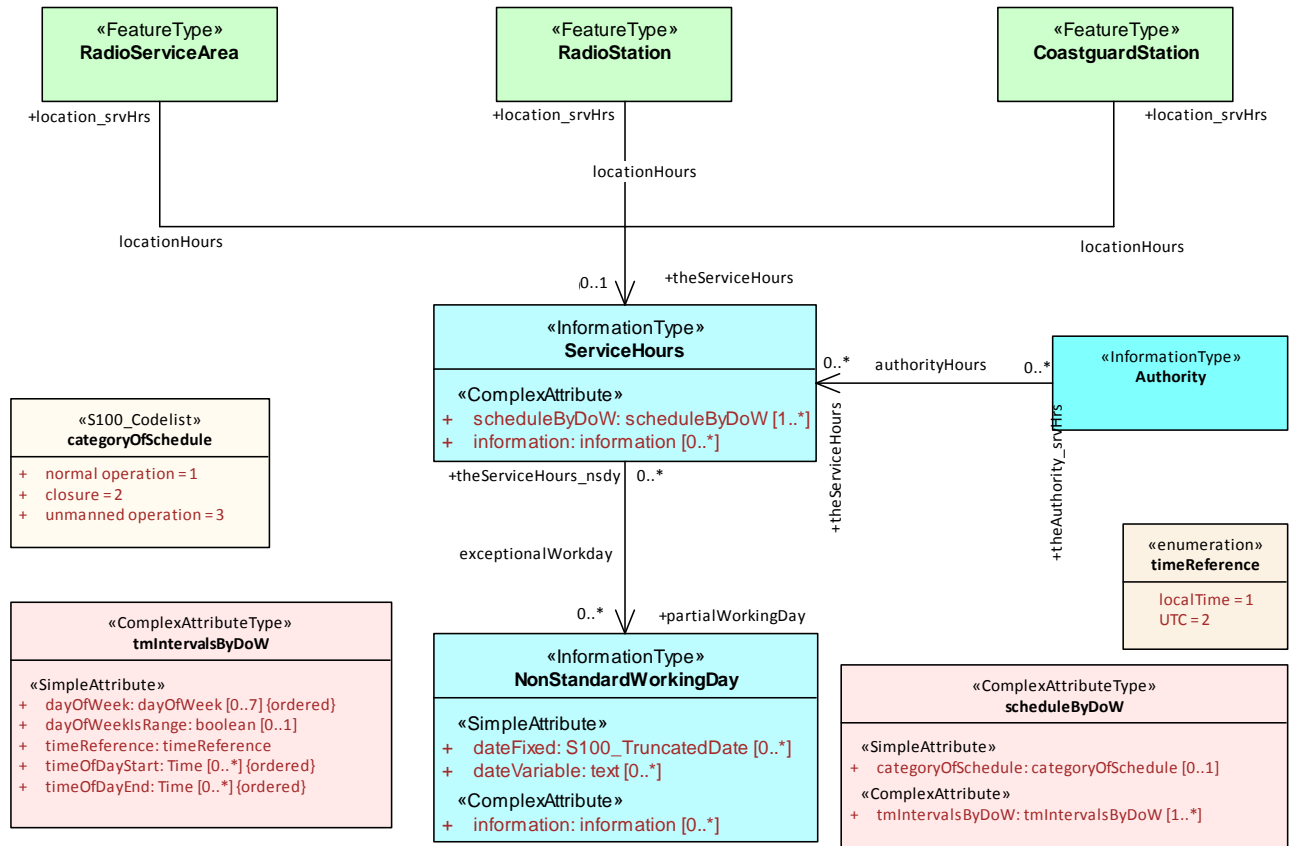 «FeatureType»
RadioServiceArea
«FeatureType»
RadioStation
«FeatureType»
CoastguardStation
+location_srvHrs
+location_srvHrs
+location_srvHrs
locationHours
locationHours
locationHours
0..1
+theServiceHours
«InformationType»
ServiceHours
«ComplexAttribute»
+ scheduleByDoW: scheduleByDoW [1..*]
+ information: information [0..*]
0..*
authorityHours
0..*
«InformationType»
Authority
+theServiceHours
+theAuthority_srvHrs
«S100_Codelist»
categoryOfSchedule
+ normal operation = 1
+ closure = 2
+ unmanned operation = 3
+theServiceHours_nsdy
0..*
exceptionalWorkday
0..*
+partialWorkingDay
«enumeration»
timeReference
localTime = 1
UTC = 2
«ComplexAttributeType»
tmIntervalsByDoW
«SimpleAttribute»
+ dayOfWeek: dayOfWeek [0..7] {ordered}
+ dayOfWeekIsRange: boolean [0..1]
+ timeReference: timeReference
+ timeOfDayStart: Time [0..*] {ordered}
+ timeOfDayEnd: Time [0..*] {ordered}
«InformationType»
NonStandardWorkingDay
«SimpleAttribute»
+ dateFixed: S100_TruncatedDate [0..*]
+ dateVariable: text [0..*]
«ComplexAttribute»
+ information: information [0..*]
«ComplexAttributeType»
scheduleByDoW
«SimpleAttribute»
+ categoryOfSchedule: categoryOfSchedule [0..1]
«ComplexAttribute»
+ tmIntervalsByDoW: tmIntervalsByDoW [1..*]